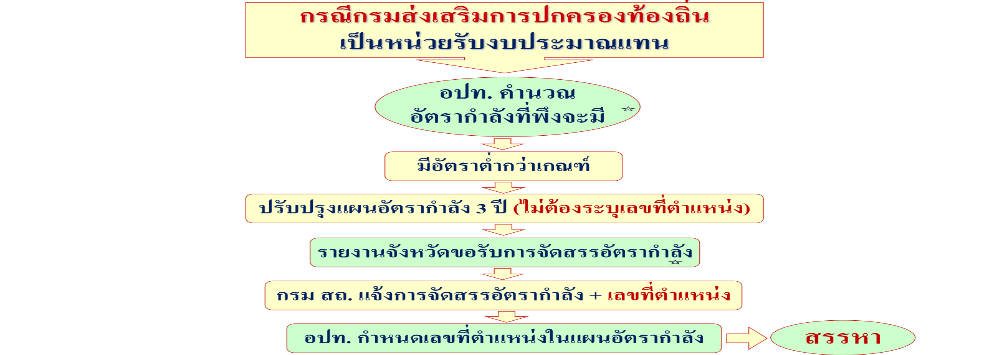 กรณีกรมส่งเสริมการปกครองท้องถิ่น
เป็นหน่วยรับงบประมาณแทน
อปท. คำนวณ
อัตรากำลังที่พึงจะมี
มีอัตราต่ำกว่าเกณฑ์
ปรับปรุงแผนอัตรากำลัง 3 ปี (ไม่ต้องระบุเลขที่ตำแหน่ง)
รายงานจังหวัดขอรับการจัดสรรอัตรากำลัง
กรม สถ. แจ้งการจัดสรรอัตรากำลัง + เลขที่ตำแหน่ง
อปท. กำหนดเลขที่ตำแหน่งในแผนอัตรากำลัง
สรรหา